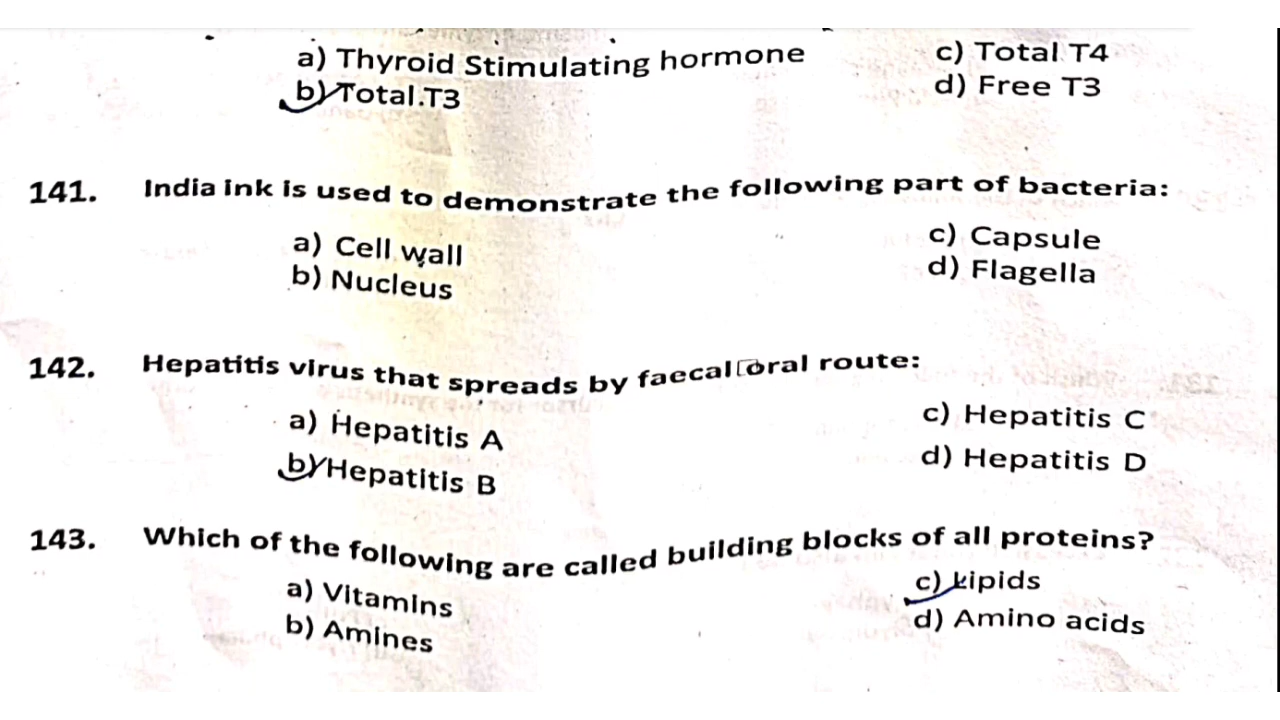 a) Thyroid Stimulating hormone
c) Total T4
b) Total.T3
d) Free T3
141. India ink is used to demonstrate the following part of bacteria:
a) Cell wall
c) Capsule
b) Nucleus
d) Flagella
142. Hepatitis virus that spreads by faecal oral route:
a) Hepatitis A
c) Hepatitis C
b) Hepatitis B
d) Hepatitis D
143. Which of the following are called building blocks of all proteins?
a) Vitamins
c) Lipids
b) Amines
d) Amino acids